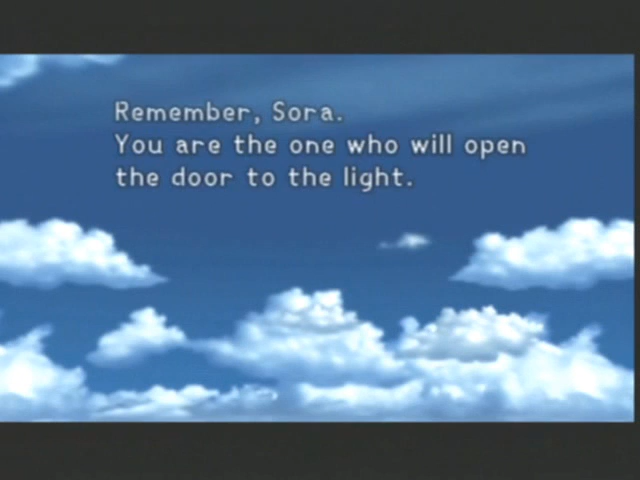 Remember, Sora.
You are the one who will open
the door to the light.